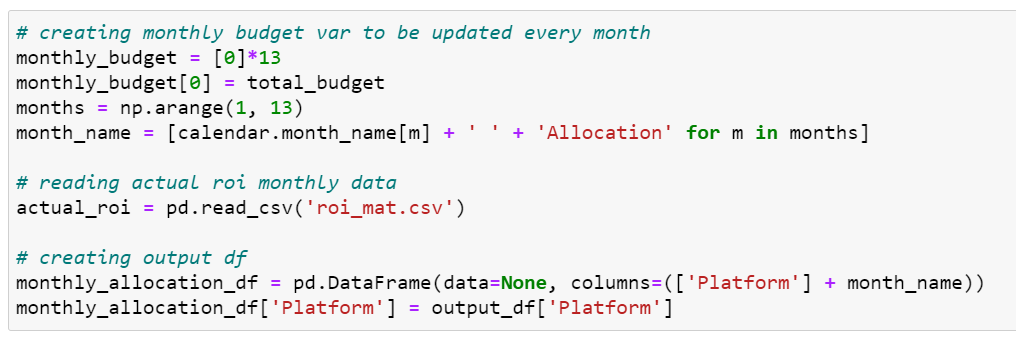 # creating monthly budget var to be updated every month
monthly_budget = [0]*13
monthly_budget[0] = total_budget
months = np.arange(1, 13)
month_name = [calendar.month_name[m] + ' ' + 'Allocation' for m in months]
# reading actual roi monthly data
actual_roi = pd.read_csv('roi_mat.csv')
# creating output df
monthly_allocation_df = pd.DataFrame(data=None, columns=(['Platform'] + month_name))
monthly_allocation_df['Platform'] = output_df['Platform']